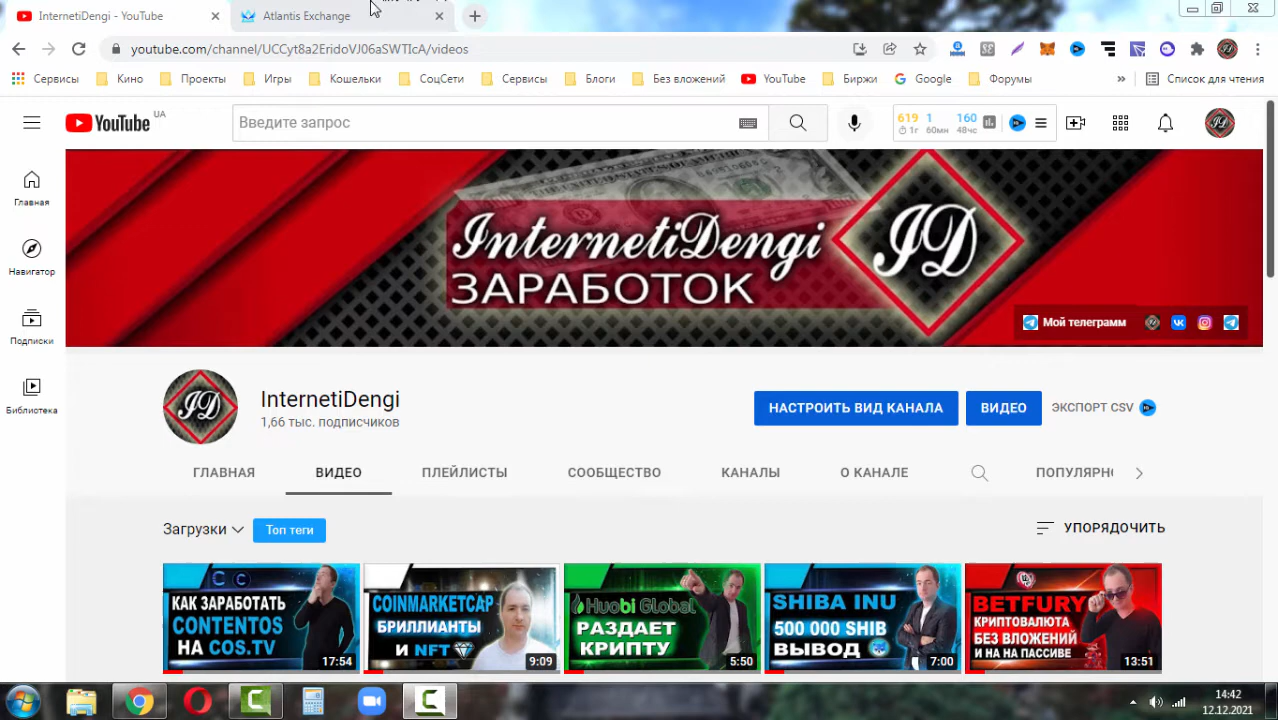 InternetiDengi - YouTube
Atlantis Exchange
youtube.com/channel/UCCyt8a2EridoVJ06aSWTIcA/videos
Сервисы Кино Проекты Игры Кошельки СоцСети Сервисы Блоги Без вложений YouTube Биржи Google Форумы » Список для чтения
YouTube UA
Введите запрос
619 1 160
1г 60мн 48чс
Главная
Навигатор
Подписки
Библиотека
InternetiDengi
ЗАРАБОТОК
JD
Мой телеграмм
InternetiDengi
1,66 тыс. подписчиков
НАСТРОИТЬ ВИД КАНАЛА
ВИДЕО
ЭКСПОРТ CSV
ГЛАВНАЯ ВИДЕО ПЛЕЙЛИСТЫ СООБЩЕСТВО КАНАЛЫ О КАНАЛЕ ПОПУЛЯРНО
Загрузки
Топ теги
УПОРЯДОЧИТЬ
КАК ЗАРАБОТАТЬ
CONTENTOS
НА COS.TV
17:54
COINMARKETCAP
БРИЛЛИАНТЫ
И NFT
9:09
Huobi Global
РАЗДАЕТ
КРИПТУ
5:50
SHIBA INU
500 000 SHIB
ВЫВОД
7:00
BETFURY
КРИПТОВАЛЮТА
БЕЗ ВЛОЖЕНИЙ
И НА НА ПАССИВЕ
13:51
14:42
12.12.2021